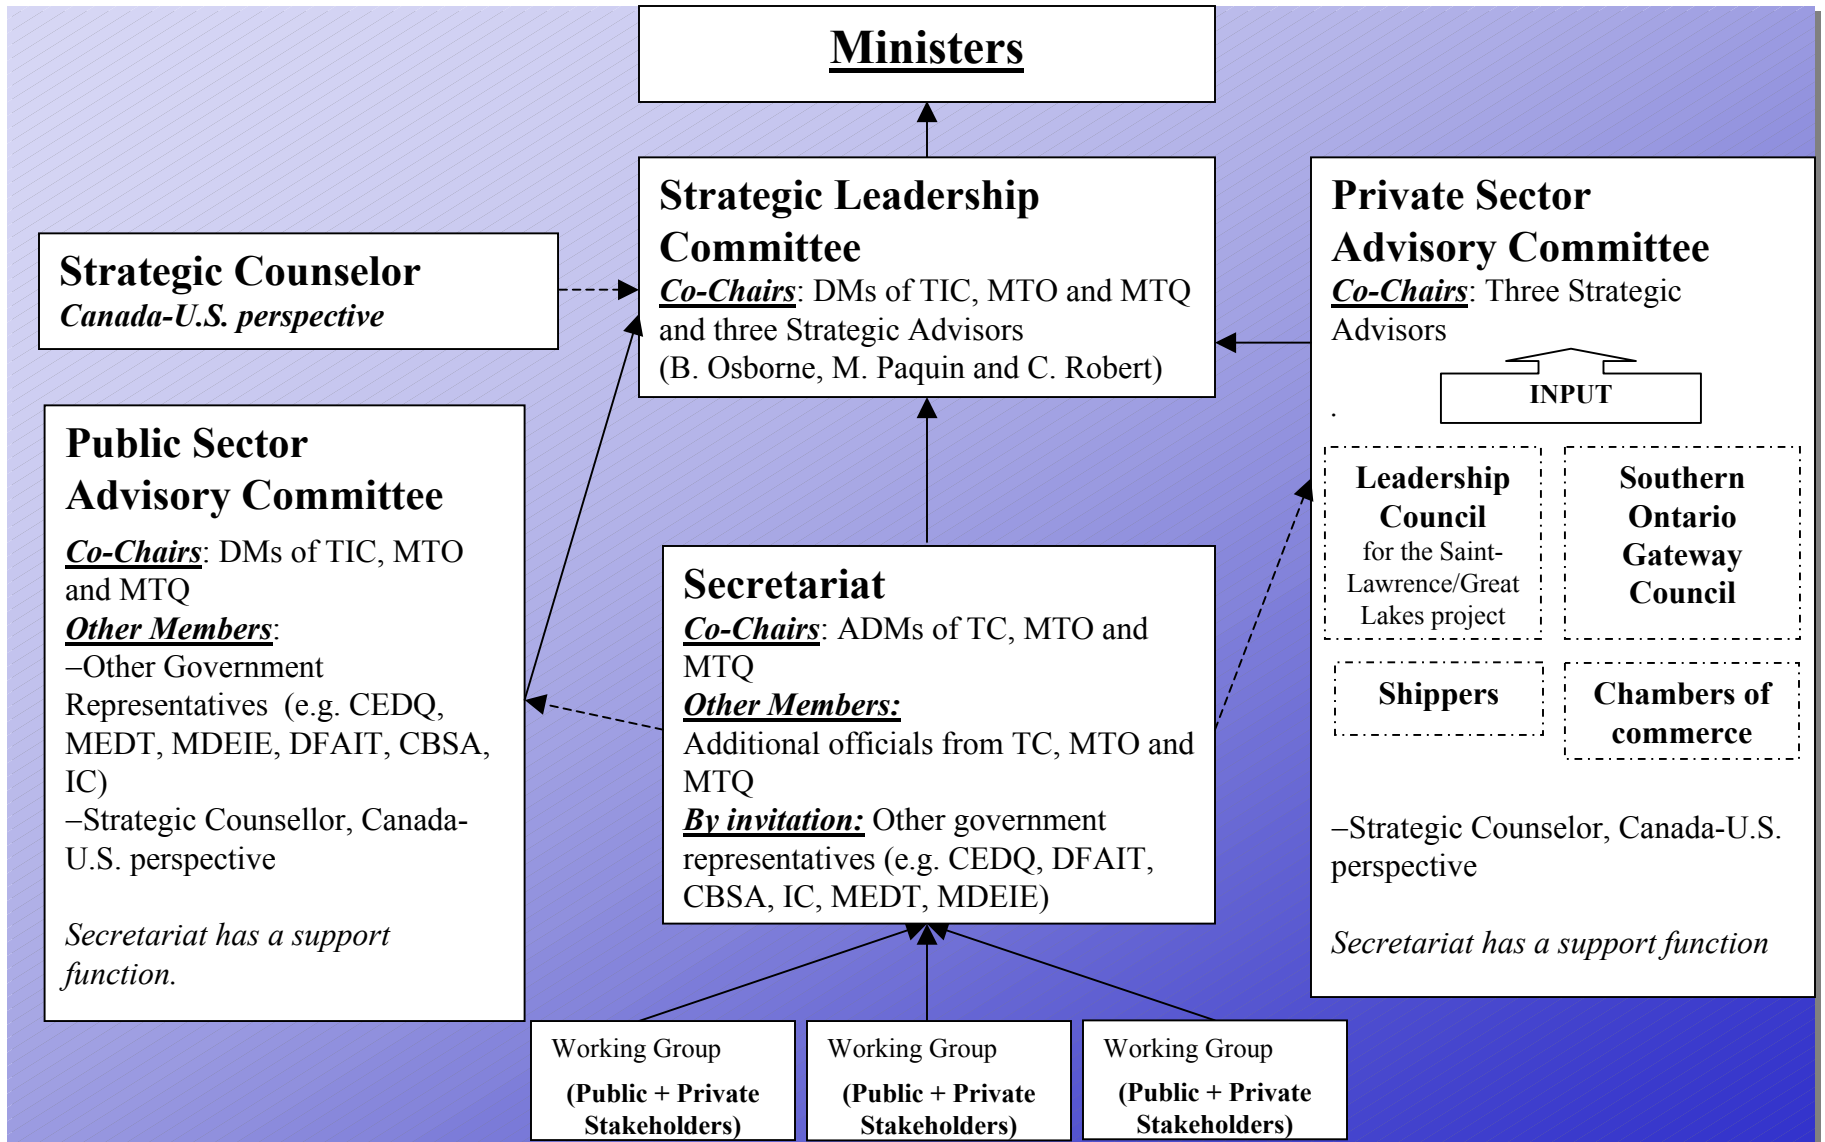 Ministers
Strategic Leadership
Committee
Co-Chairs: DMs of TIC, MTO and MTQ
and three Strategic Advisors
(B. Osborne, M. Paquin and C. Robert)
Strategic Counselor
Canada-U.S. perspective
Public Sector
Advisory Committee
Co-Chairs: DMs of TIC, MTO
and MTQ
Other Members:
–Other Government
Representatives (e.g. CEDQ,
MEDT, MDEIE, DFAIT, CBSA,
IC)
–Strategic Counsellor, Canada-
U.S. perspective
Secretariat has a support
function.
Secretariat
Co-Chairs: ADMs of TC, MTO and
MTQ
Other Members:
Additional officials from TC, MTO and
MTQ
By invitation: Other government
representatives (e.g. CEDQ, DFAIT,
CBSA, IC, MEDT, MDEIE)
Private Sector
Advisory Committee
Co-Chairs: Three Strategic
Advisors
INPUT
.
Leadership
Council
for the Saint-
Lawrence/Great
Lakes project
Southern
Ontario
Gateway
Council
Shippers
Chambers of
commerce
–Strategic Counselor, Canada-U.S.
perspective
Secretariat has a support function
Working Group
(Public + Private
Stakeholders)
Working Group
(Public + Private
Stakeholders)
Working Group
(Public + Private
Stakeholders)